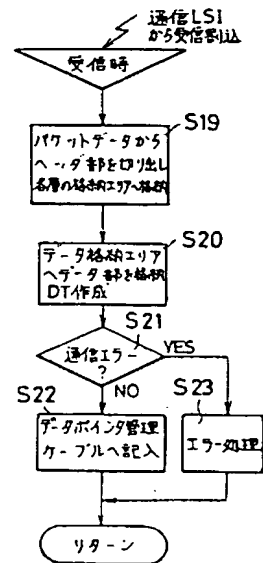 通信LSI
から受信割込
受信時
S19
パケットデータから
ヘッダ部を切り出し
各層の格納エリアへ格納
S20
データ格納エリア
へデータ部を格納
DT作成
S21
通信エラー
?
YES
NO
S22
データポインタ管理
テーブルへ記入
S23
エラー処理
リターン